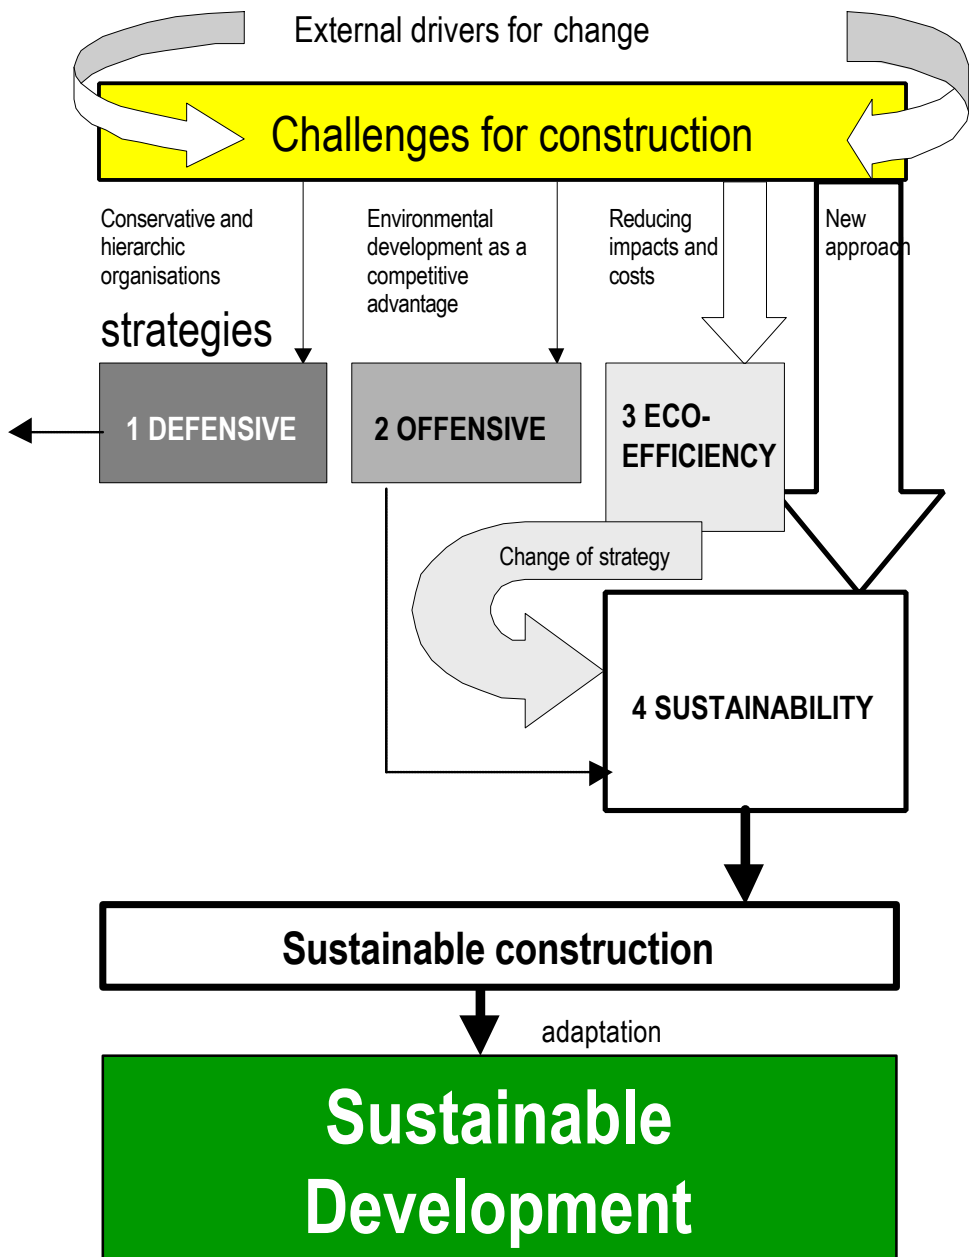 External drivers for change
Challenges for construction
Conservative and
hierarchic
organisations
Environmental
development as a
competitive
advantage
Reducing
impacts and
costs
New
approach
strategies
1 DEFENSIVE
2 OFFENSIVE
3 ECO-
EFFICIENCY
Change of strategy
4 SUSTAINABILITY
Sustainable construction
adaptation
Sustainable
Development